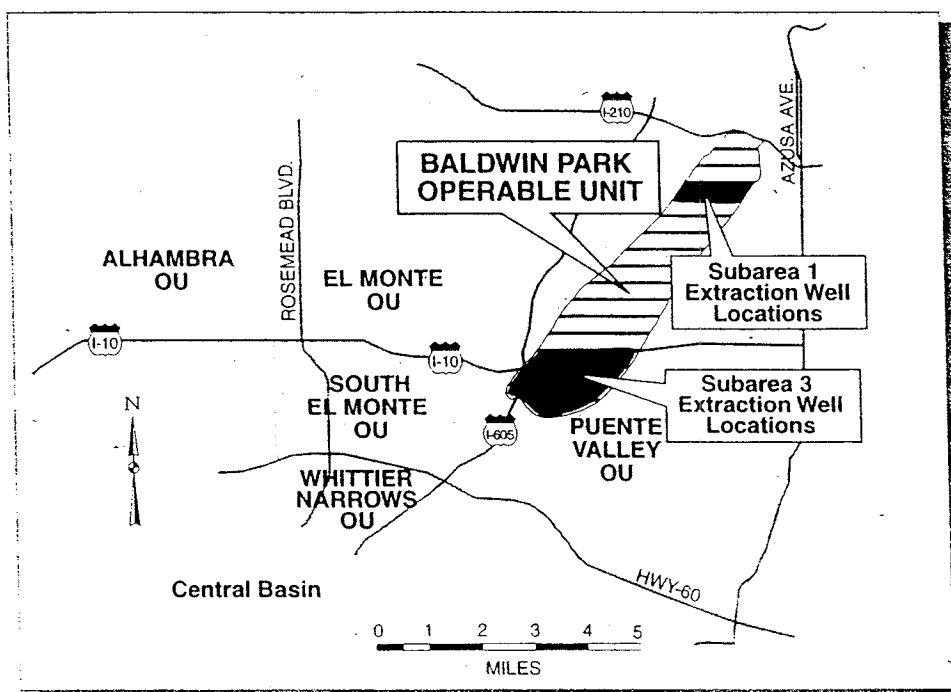 I-210
AZUSA AVE.
BALDWIN PARK
OPERABLE UNIT
ROSEMEAD BLVD.
ALHAMBRA
OU
EL MONTE
OU
Subarea 1
Extraction Well
Locations
I-10
I-10
SOUTH
EL MONTE
OU
Subarea 3
Extraction Well
Locations
N
I-605
PUENTE
VALLEY
OU
WHITTIER
NARROWS
OU
HWY-60
Central Basin
0 1 2 3 4 5
MILES